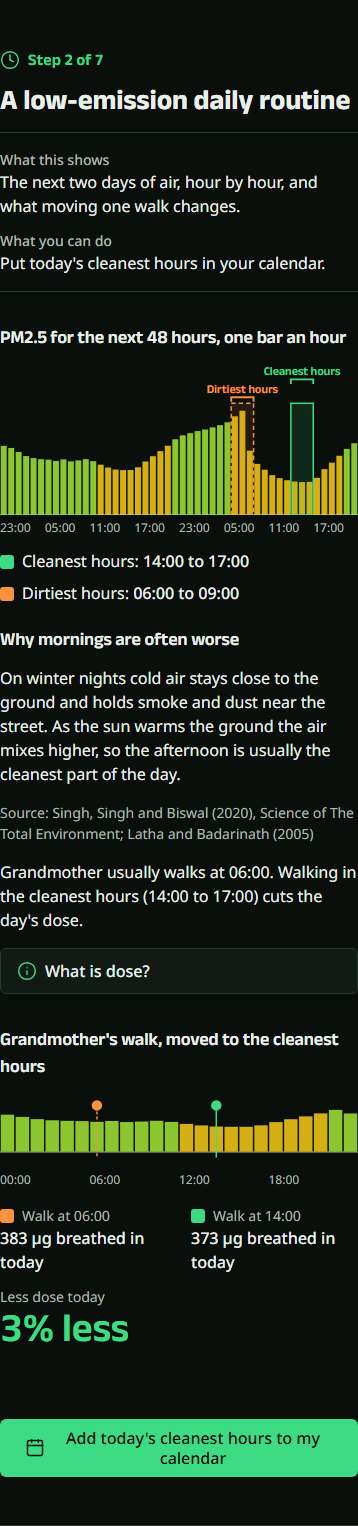 Step 2 of 7
A low-emission daily routine
What this shows
The next two days of air, hour by hour, and
what moving one walk changes.
What you can do
Put today's cleanest hours in your calendar.
PM2.5 for the next 48 hours, one bar an hour
Cleanest hours
Dirtiest hours
23:00 05:00 11:00 17:00 23:00 05:00 11:00 17:00
Cleanest hours: 14:00 to 17:00
Dirtiest hours: 06:00 to 09:00
Why mornings are often worse
On winter nights cold air stays close to the
ground and holds smoke and dust near the
street. As the sun warms the ground the air
mixes higher, so the afternoon is usually the
cleanest part of the day.
Source: Singh, Singh and Biswal (2020), Science of The
Total Environment; Latha and Badarinath (2005)
Grandmother usually walks at 06:00. Walking in
the cleanest hours (14:00 to 17:00) cuts the
day's dose.
What is dose?
Grandmother's walk, moved to the cleanest
hours
00:00 06:00 12:00 18:00
Walk at 06:00
383 µg breathed in
today
Walk at 14:00
373 µg breathed in
today
Less dose today
3% less
Add today's cleanest hours to my
calendar